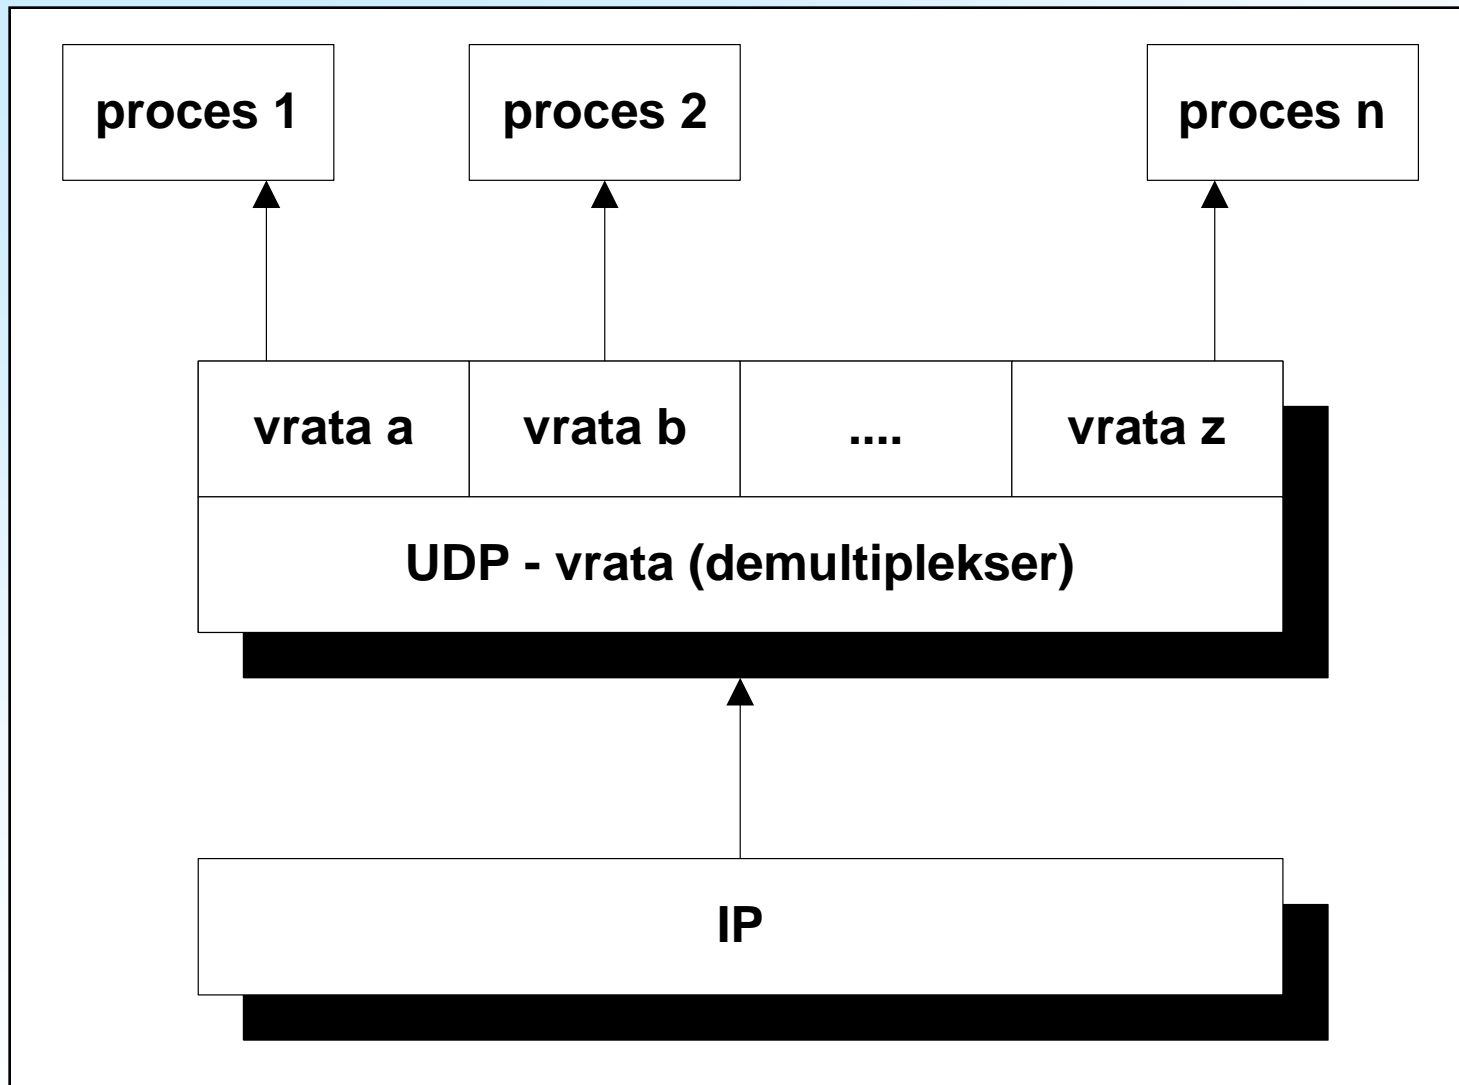 proces 1
proces 2
proces n
vrata a
vrata b
....
vrata z
UDP - vrata (demultiplekser)
IP